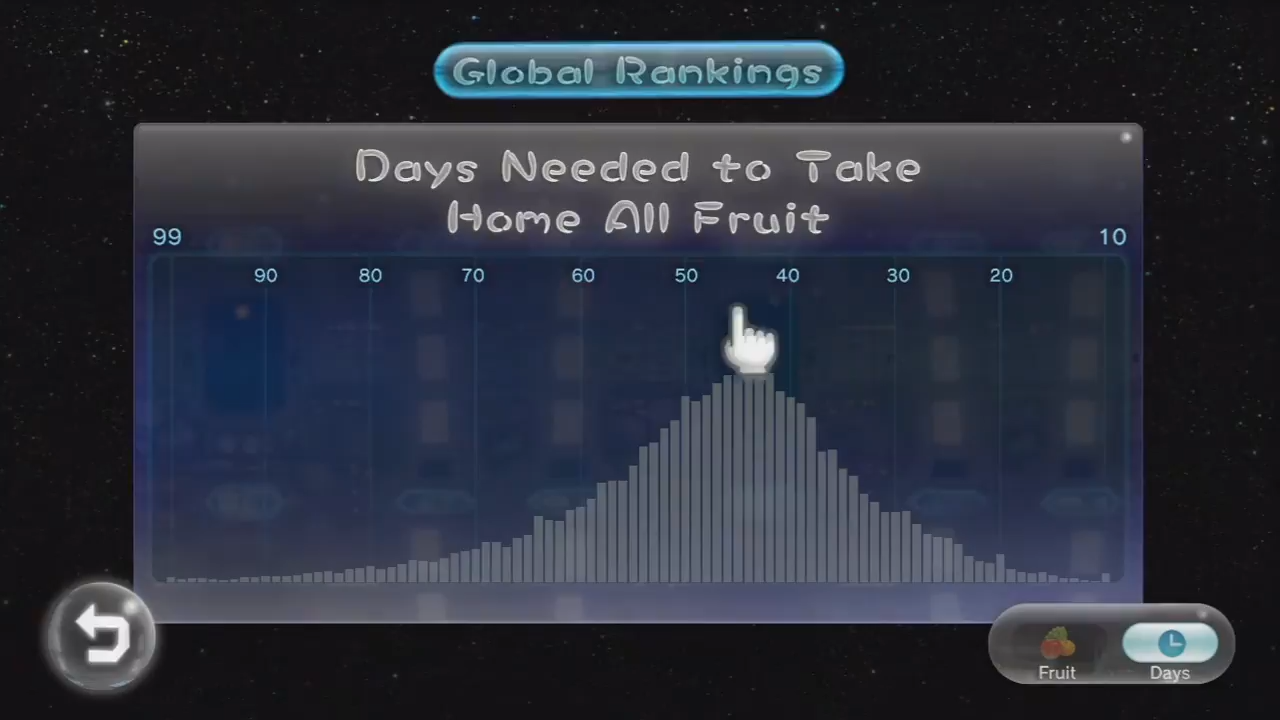 Global Rankings
Days Needed to Take
Home All Fruit
99 10
90 80 70 60 50 40 30 20
Fruit Days